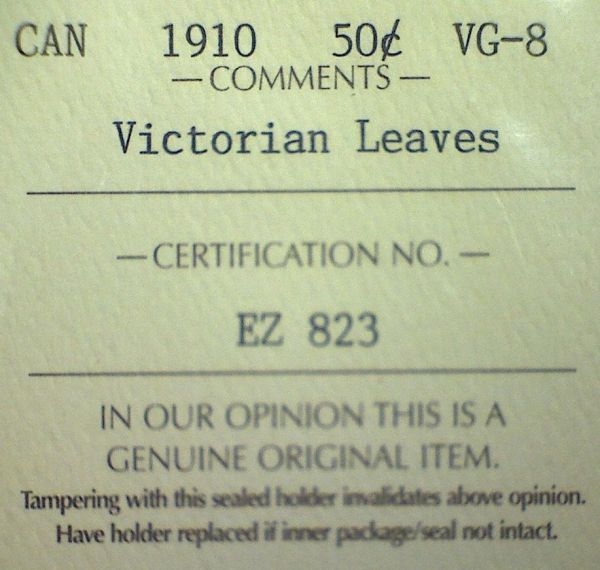 CAN 1910 50¢ VG-8
— COMMENTS —
Victorian Leaves
— CERTIFICATION NO. —
EZ 823
IN OUR OPINION THIS IS A
GENUINE ORIGINAL ITEM.
Tampering with this sealed holder invalidates above opinion.
Have holder replaced if inner package/seal not intact.